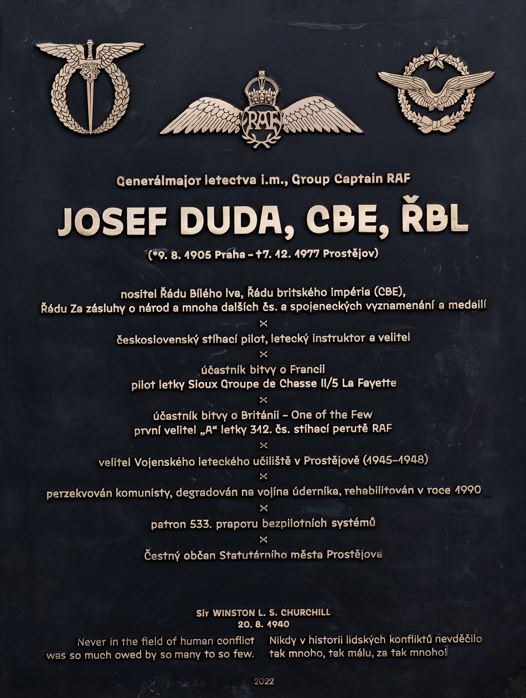 RAF
Generálmajor letectva i.m., Group Captain RAF
JOSEF DUDA, CBE, ŘBL
(*9. 8. 1905 Praha – †7. 12. 1977 Prostějov)
nositel Řádu Bílého lva, Řádu britského impéria (CBE),
Řádu Za zásluhy o národ a mnoha dalších čs. a spojeneckých vyznamenání a medailí
×
československý stíhací pilot, letecký instruktor a velitel
×
účastník bitvy o Francii
pilot letky Sioux Groupe de Chasse II/5 La Fayette
×
účastník bitvy o Británii – One of the Few
první velitel „A“ letky 312. čs. stíhací perutě RAF
×
velitel Vojenského leteckého učiliště v Prostějově (1945–1948)
×
perzekvován komunisty, degradován na vojína úderníka, rehabilitován v roce 1990
×
patron 533. praporu bezpilotních systémů
×
Čestný občan Statutárního města Prostějova
Sir WINSTON L. S. CHURCHILL
20. 8. 1940
Never in the field of human conflict
was so much owed by so many to so few.
Nikdy v historii lidských konfliktů nevděčilo
tak mnoho, tak málu, za tak mnoho!
2022